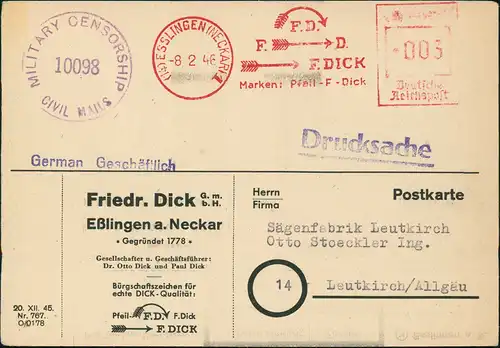 MILITARY CENSORSHIP
10098
CIVIL MAILS
ESSLINGEN (NECKAR)
-8 2 46
F.D.
F. D.
F.DICK
Marken: Pfeil-F-Dick
003
Deutsche
Reichspost
Drucksache
German Geschäftlich
Friedr. Dick G. m. b. H.
Eßlingen a. Neckar
• Gegründet 1778 •
Gesellschafter u. Geschäftsführer:
Dr. Otto Dick und Paul Dick
Bürgschaftszeichen für
echte DICK-Qualität:
Pfeil- F.D. F.Dick
F.DICK
20. XII. 45.
Nr. 767.
O/0178
Herrn
Firma
Postkarte
Sägenfabrik Leutkirch
Otto Stoeckler Ing.
14
Leutkirch/Allgäu